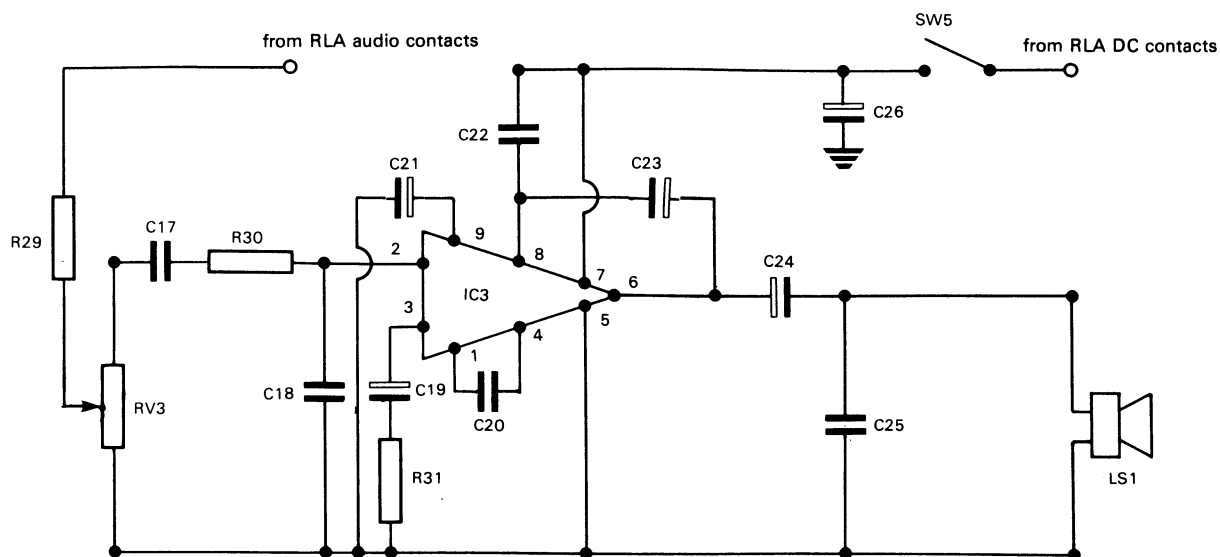 SW5
from RLA audio contacts
from RLA DC contacts
C26
C22
C21
C23
R29
C17
R30
2
9
8
7
6
C24
IC3
3
5
1
4
RV3
C18
C19
C20
C25
R31
LS1